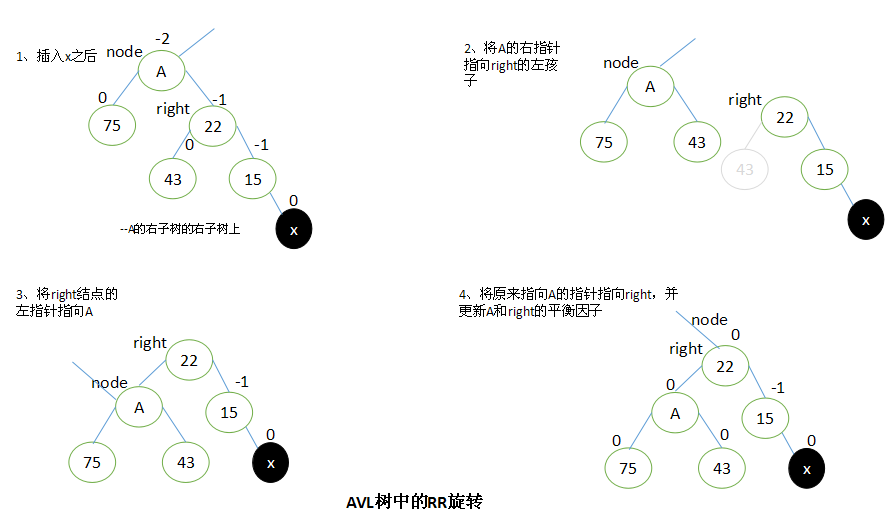 1、插入x之后
node
-2
A
0
75
right
-1
22
0
-1
43
15
0
x
--A的右子树的右子树上
2、将A的右指针
指向right的左孩
子
node
A
right
22
75
43
43
15
x
3、将right结点的
左指针指向A
right
22
node
-1
A
15
0
75
43
x
4、将原来指向A的指针指向right，并
更新A和right的平衡因子
node
0
right
22
0
-1
A
15
0
0
0
75
43
x
AVL树中的RR旋转